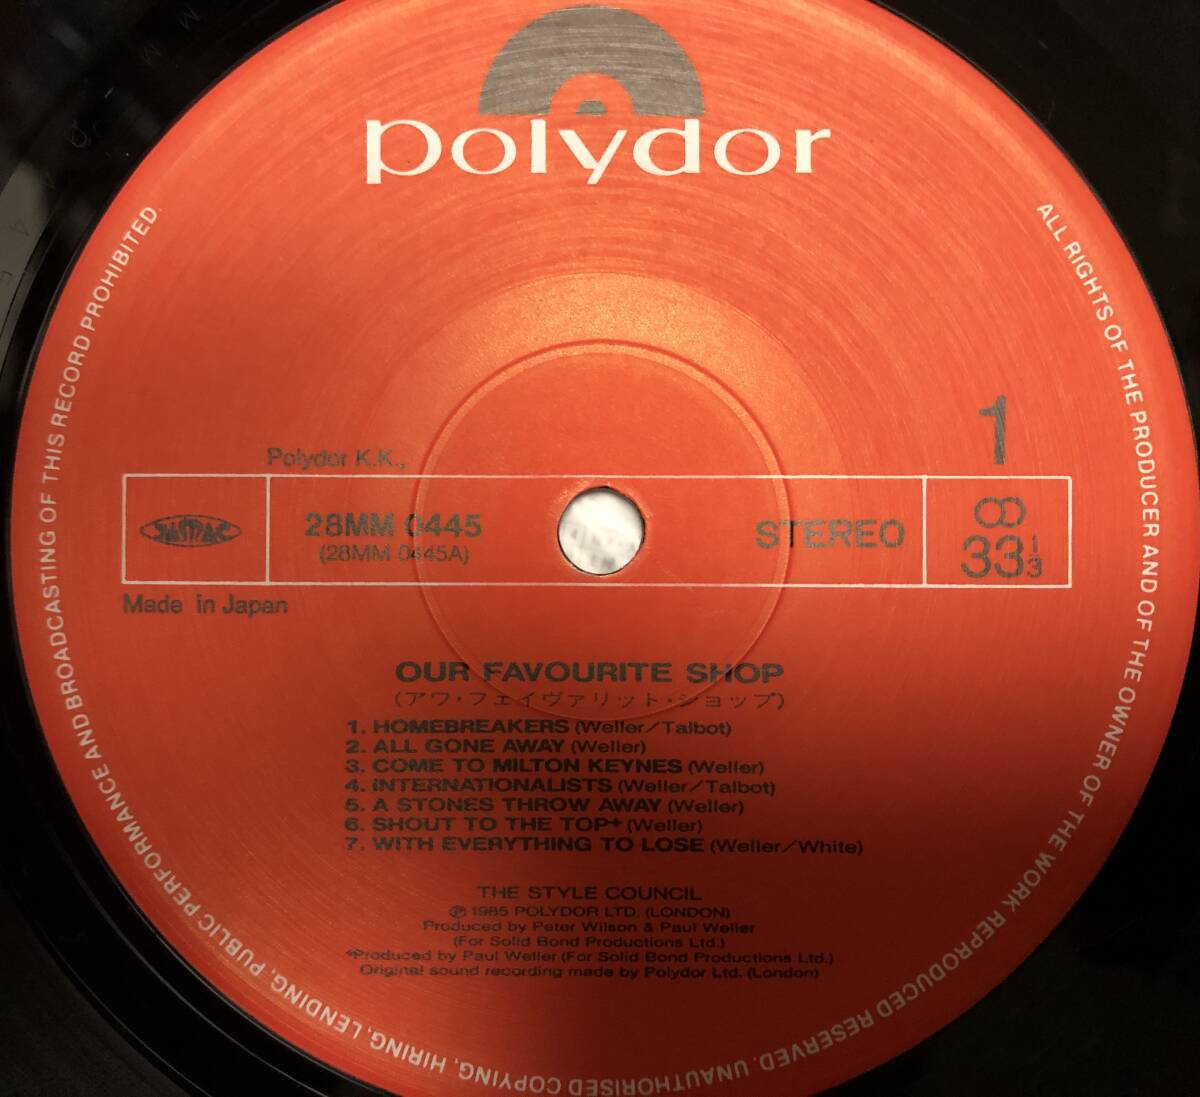 polydor
ALL RIGHTS OF THE PRODUCER AND OF THE OWNER OF THE WORK REPRODUCED RESERVED. UNAUTHORISED COPYING, HIRING, LENDING, PUBLIC PERFORMANCE AND BROADCASTING OF THIS RECORD PROHIBITED.
1
Polydor K.K.,
JASRAC
28MM 0445
(28MM 0445A)
STEREO
33 1/3
Made in Japan
OUR FAVOURITE SHOP
(アワ・フェイヴァリット・ショップ)
1. HOMEBREAKERS (Weller/Talbot)
2. ALL GONE AWAY (Weller)
3. COME TO MILTON KEYNES (Weller)
4. INTERNATIONALISTS (Weller/Talbot)
5. A STONES THROW AWAY (Weller)
6. SHOUT TO THE TOP* (Weller)
7. WITH EVERYTHING TO LOSE (Weller/White)
THE STYLE COUNCIL
Ⓟ 1985 POLYDOR LTD. (LONDON)
Produced by Peter Wilson & Paul Weller
(For Solid Bond Productions Ltd.)
*Produced by Paul Weller (For Solid Bond Productions Ltd.)
Original sound recording made by Polydor Ltd. (London)